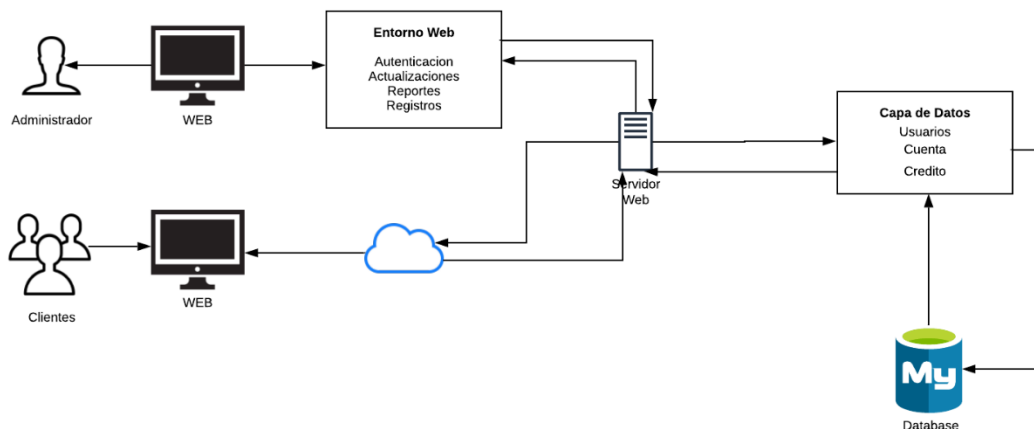 Administrador
WEB
Entorno Web
Autenticacion
Actualizaciones
Reportes
Registros
Servidor
Web
Capa de Datos
Usuarios
Cuenta
Credito
Clientes
WEB
My
Database